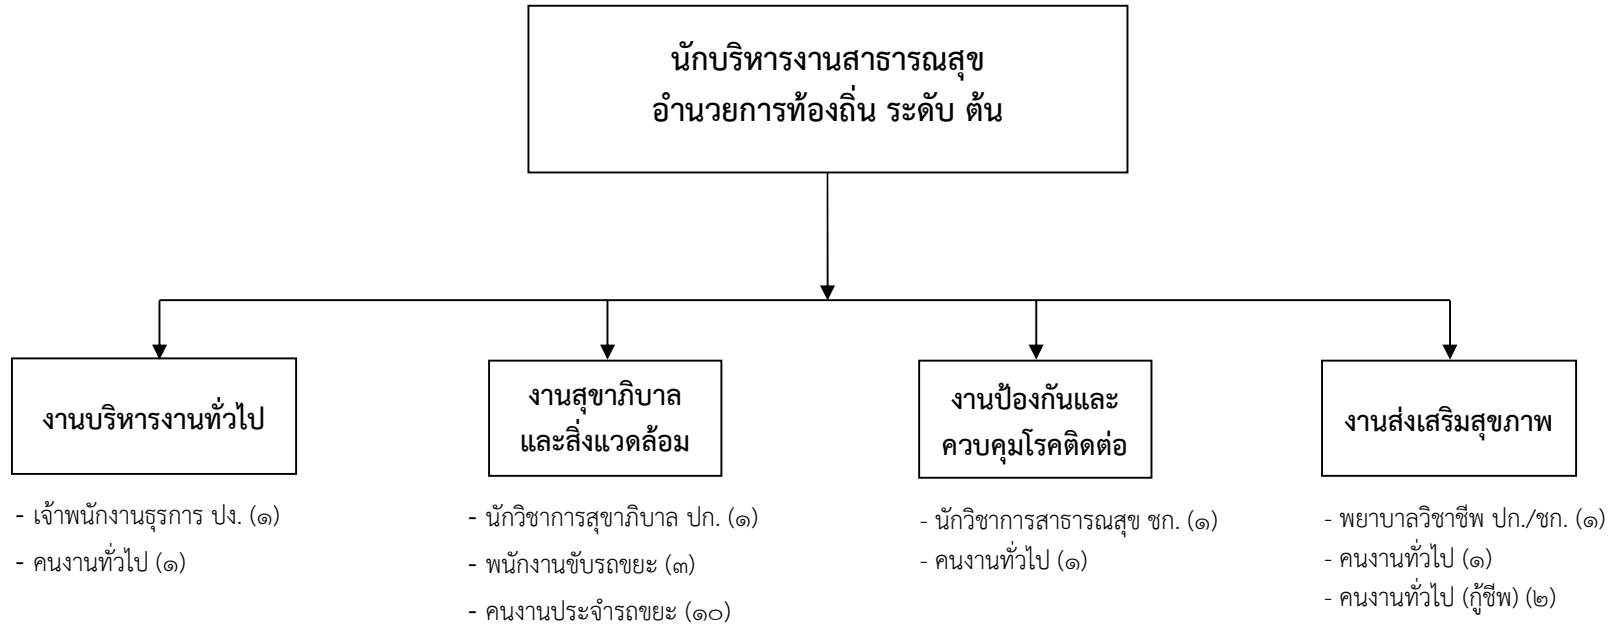 นักบริหารงานสาธารณสุข
อำนวยการท้องถิ่น ระดับ ต้น
งานบริหารงานทั่วไป
- เจ้าพนักงานธุรการ ปง. (๑)
- คนงานทั่วไป (๑)
งานสุขาภิบาล
และสิ่งแวดล้อม
- นักวิชาการสุขาภิบาล ปก. (๑)
- พนักงานขับรถขยะ (๓)
- คนงานประจำรถขยะ (๑๐)
งานป้องกันและ
ควบคุมโรคติดต่อ
- นักวิชาการสาธารณสุข ชก. (๑)
- คนงานทั่วไป (๑)
งานส่งเสริมสุขภาพ
- พยาบาลวิชาชีพ ปก./ชก. (๑)
- คนงานทั่วไป (๑)
- คนงานทั่วไป (กู้ชีพ) (๒)